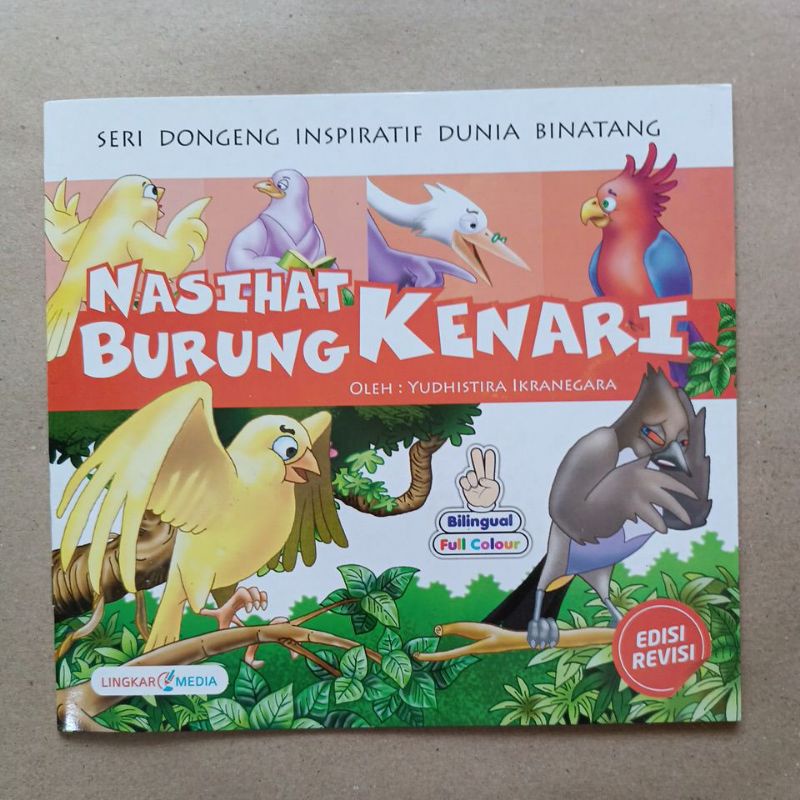 SERI DONGENG INSPIRATIF DUNIA BINATANG
NASIHAT
BURUNG KENARI
OLEH : YUDHISTIRA IKRANEGARA
Bilingual
Full Colour
EDISI
REVISI
LINGKAR MEDIA